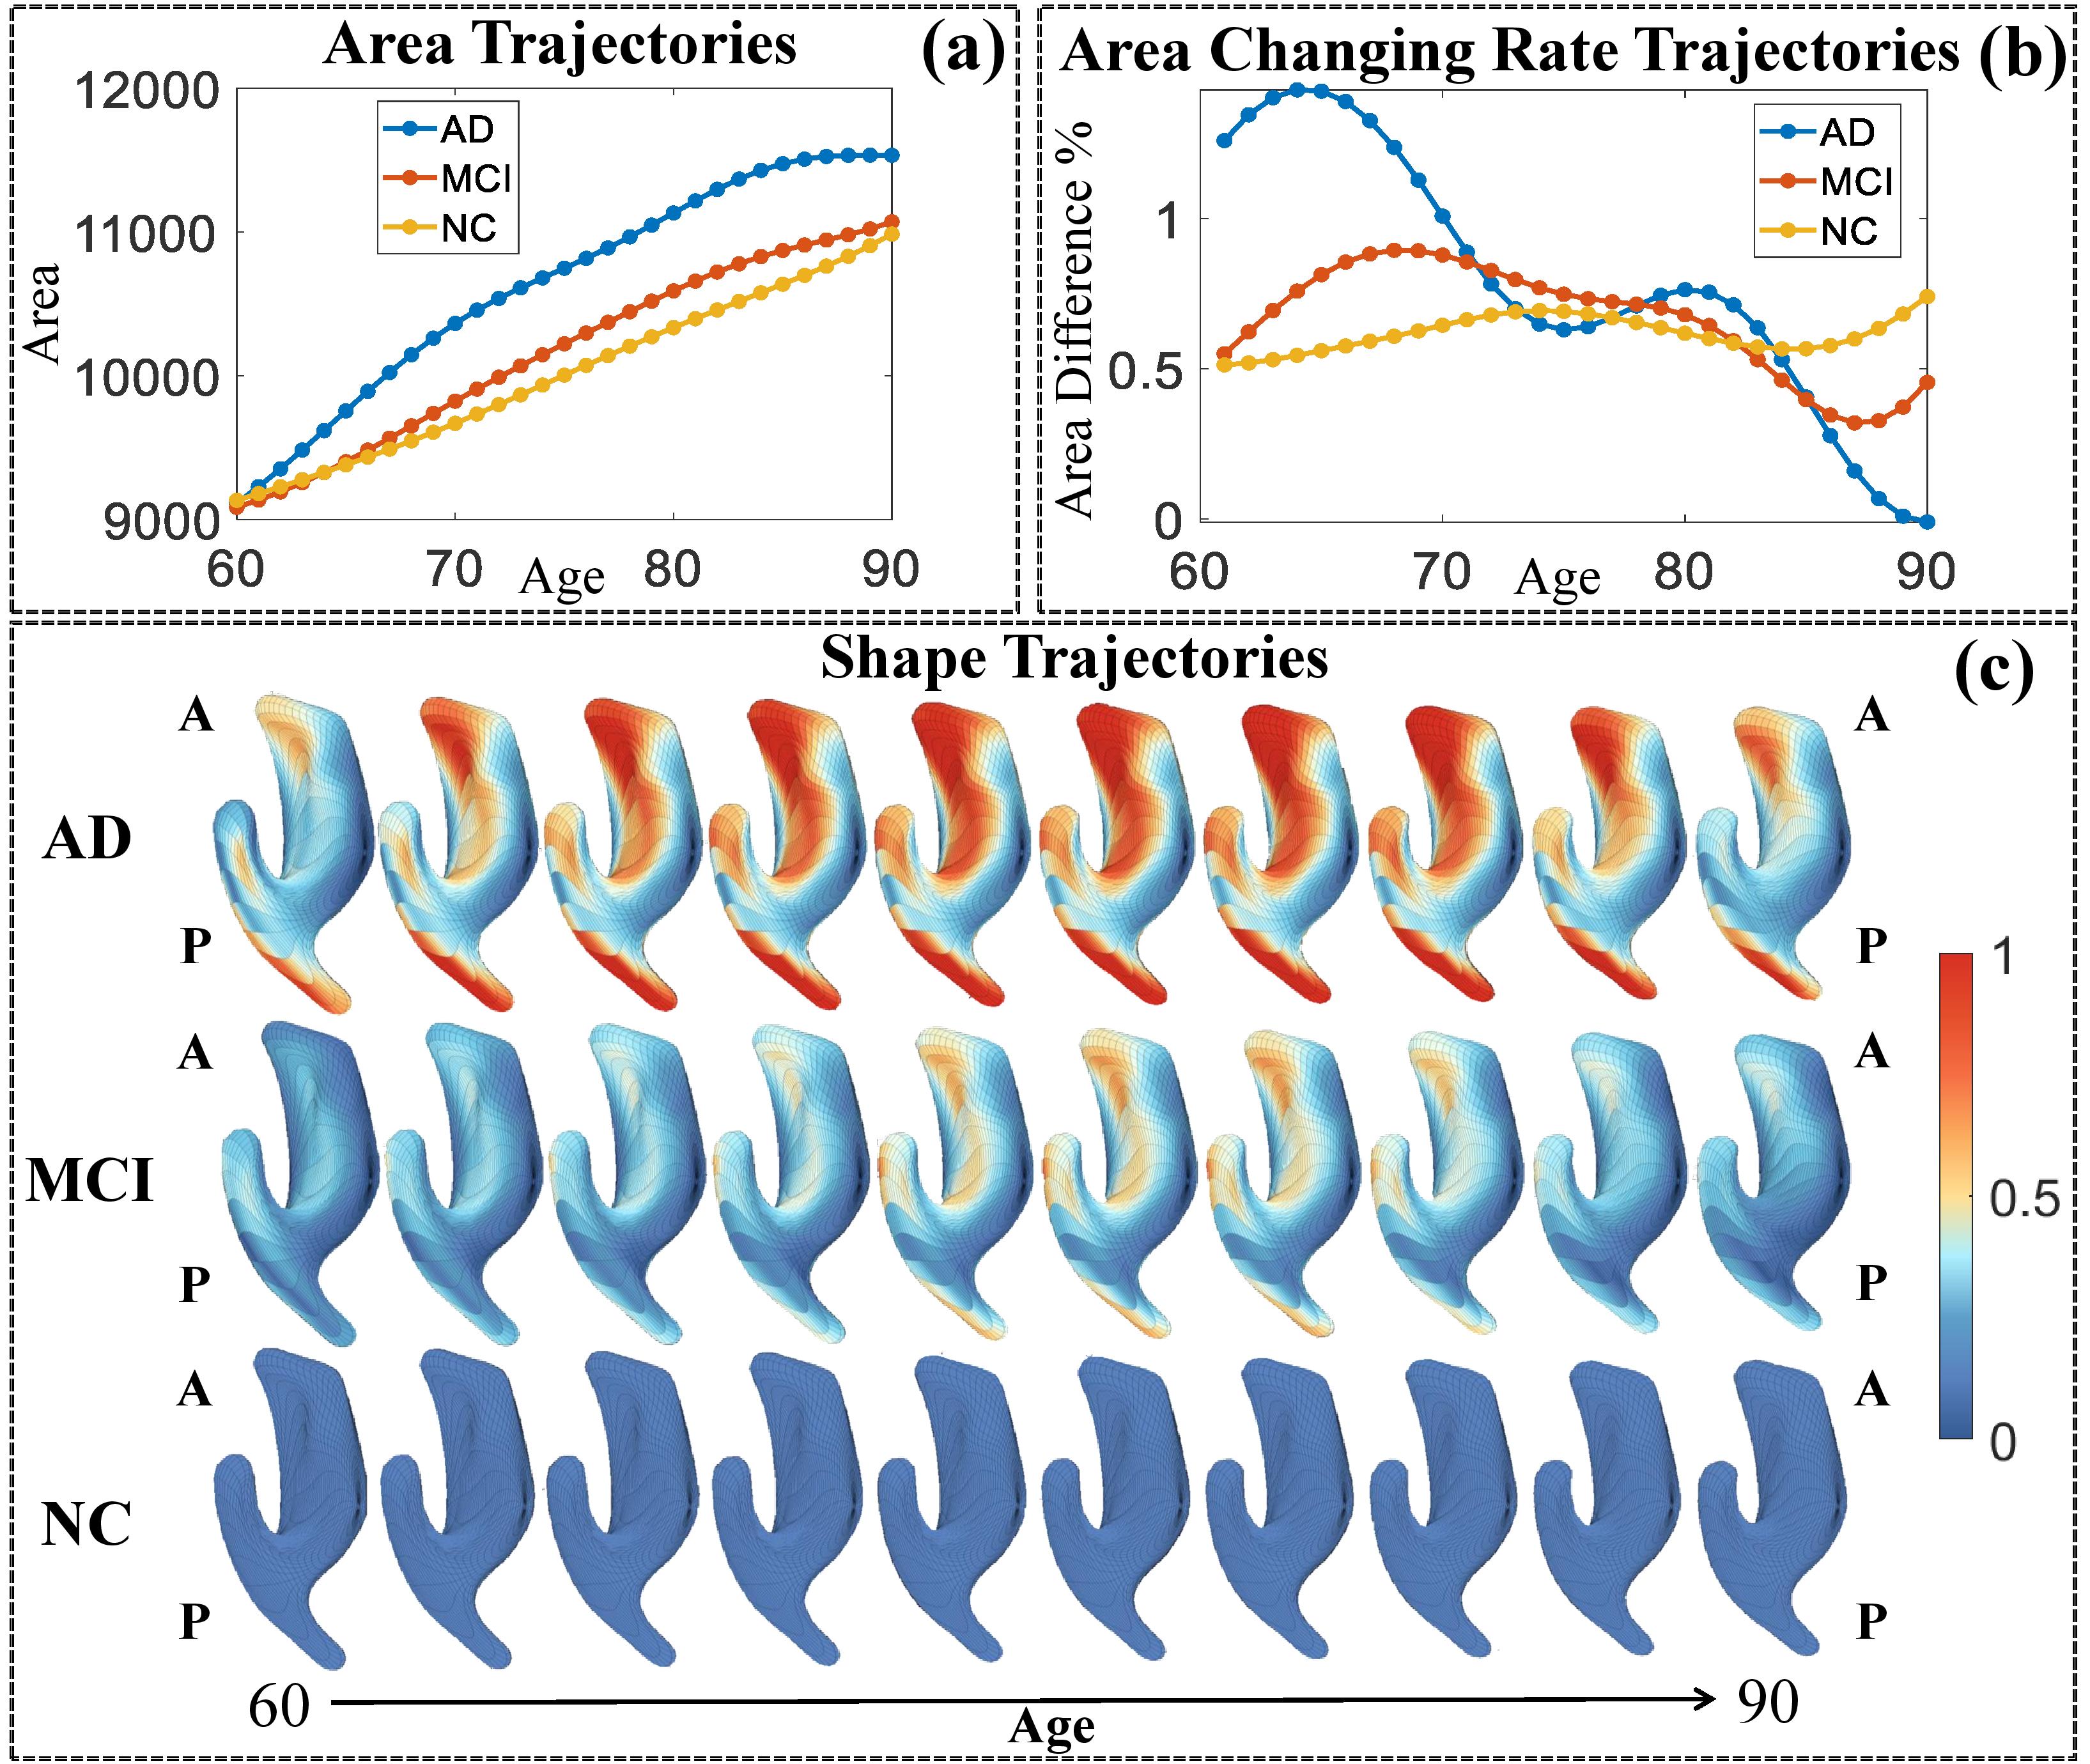 Area Trajectories (a)
12000
11000
10000
9000
Area
AD
MCI
NC
60 70 80 90
Age
Area Changing Rate Trajectories (b)
1
0.5
0
Area Difference %
AD
MCI
NC
60 70 80 90
Age
Shape Trajectories (c)
A A
AD
P P
A A
MCI
P P
A A
NC
P P
1
0.5
0
60 90
Age